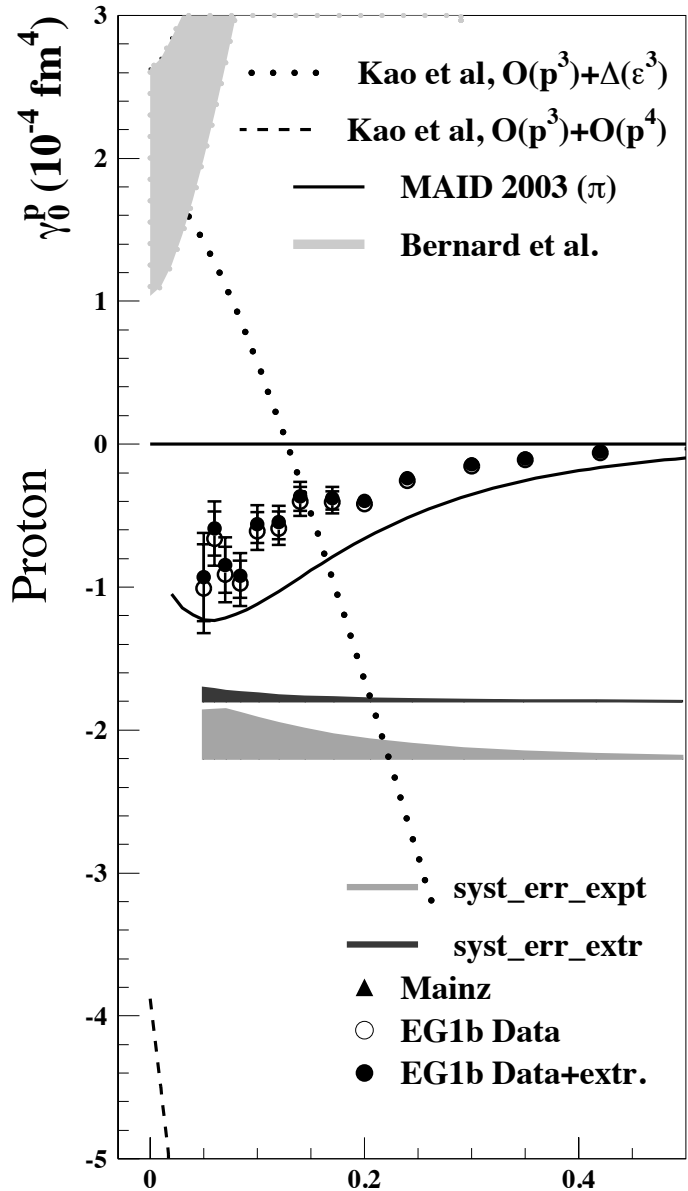 γ₀ᵖ (10⁻⁴ fm⁴)
Proton
3
2
1
0
-1
-2
-3
-4
-5
0
0.2
0.4
Kao et al, O(p³)+Δ(ε³)
Kao et al, O(p³)+O(p⁴)
MAID 2003 (π)
Bernard et al.
syst_err_expt
syst_err_extr
Mainz
EG1b Data
EG1b Data+extr.